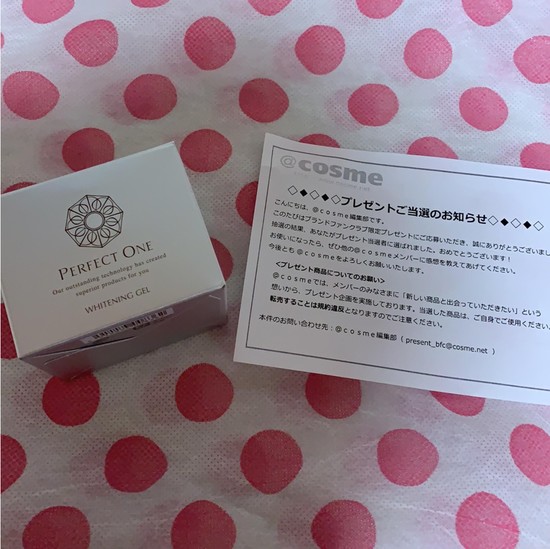 PERFECT ONE
Our outstanding technology has created
superior products for you
WHITENING GEL
@cosme
◇◆◇◆◇プレゼントご当選のお知らせ◇◆◇◆◇
こんにちは、@cosme編集部です。
このたびはブランドファンクラブ限定プレゼントにご応募いただき、誠にありがとうございまし
抽選の結果、あなたがプレゼント当選者に選ばれました。おめでとうございます!
お使いになったら、ぜひ他の@cosmeメンバーに感想を教えてあげてください。
今後とも @cosmeをよろしくお願いいたします。
<プレゼント商品についてのお願い>
@cosmeでは、メンバーのみなさまに「新しい商品と出会っていただきたい」という
想いから、プレゼント企画を実施しております。当選した商品は、ご自身でご使用ください。
転売することは規約違反となりますのでご注意ください。
本件のお問い合わせ先:@cosme編集部 ( present_bfc@cosme.net )